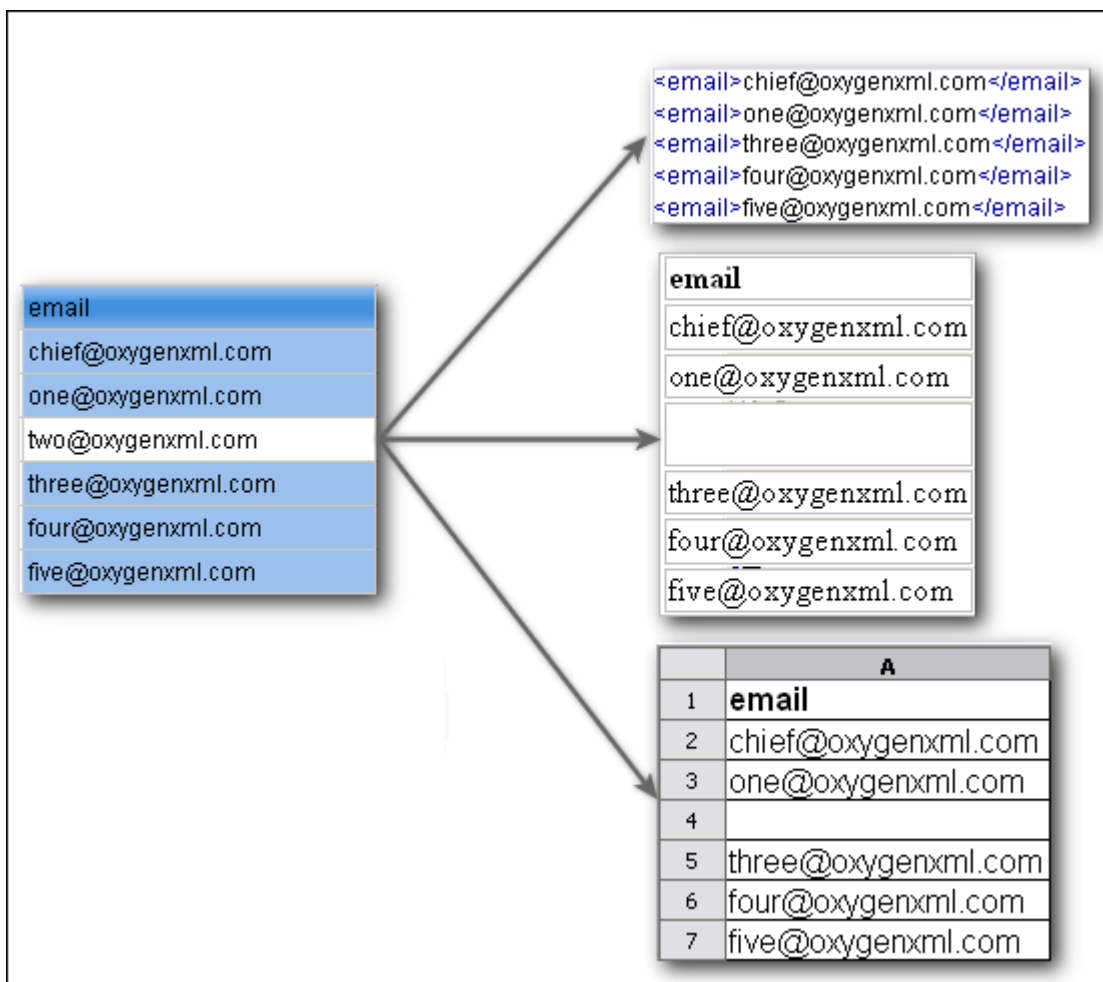 email
chief@oxygenxml.com
one@oxygenxml.com
two@oxygenxml.com
three@oxygenxml.com
four@oxygenxml.com
five@oxygenxml.com
<email>chief@oxygenxml.com</email>
<email>one@oxygenxml.com</email>
<email>three@oxygenxml.com</email>
<email>four@oxygenxml.com</email>
<email>five@oxygenxml.com</email>
email
chief@oxygenxml.com
one@oxygenxml.com
three@oxygenxml.com
four@oxygenxml.com
five@oxygenxml.com
A
1 email
2 chief@oxygenxml.com
3 one@oxygenxml.com
4
5 three@oxygenxml.com
6 four@oxygenxml.com
7 five@oxygenxml.com